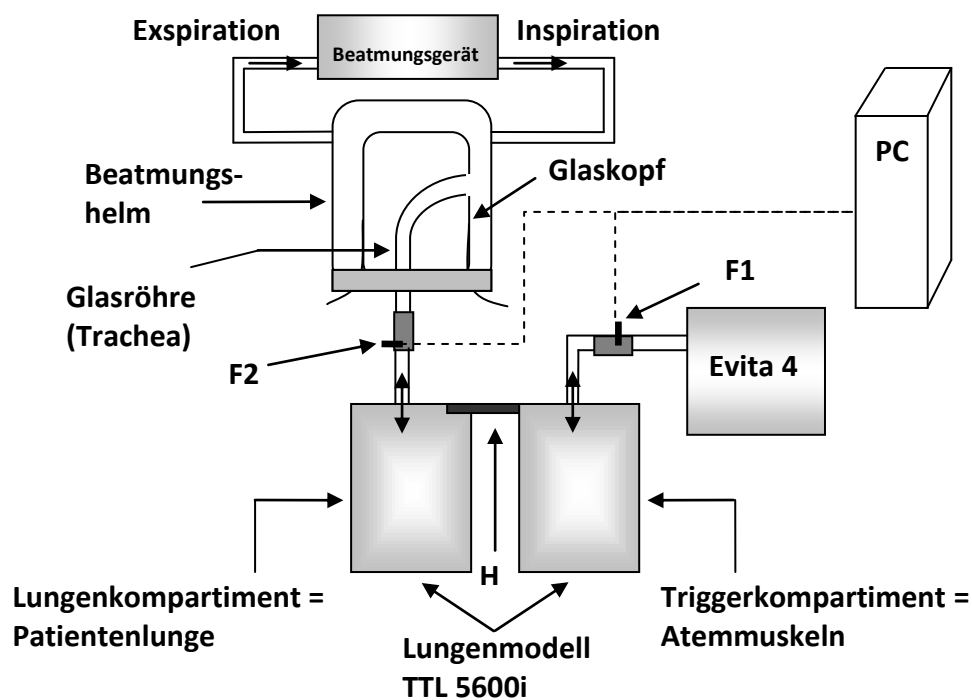 Exspiration
Inspiration
Beatmungsgerät
PC
Beatmungs-
helm
Glaskopf
Glasröhre
(Trachea)
F1
F2
Evita 4
H
Lungenkompartiment =
Patientenlunge
Lungenmodell
TTL 5600i
Triggerkompartiment =
Atemmuskeln